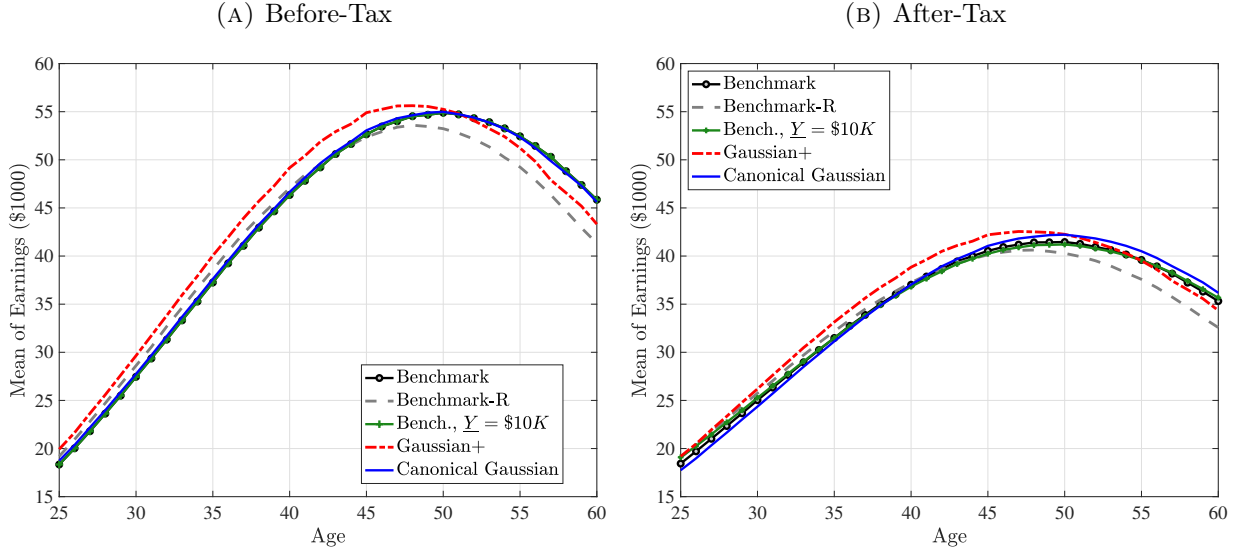 (A) Before-Tax
Mean of Earnings ($1000)
60
55
50
45
40
35
30
25
20
15
25
30
35
40
45
50
55
60
Age
Benchmark
Benchmark-R
Bench., Y = $10K
Gaussian+
Canonical Gaussian
(B) After-Tax
Mean of Earnings ($1000)
60
55
50
45
40
35
30
25
20
15
25
30
35
40
45
50
55
60
Age
Benchmark
Benchmark-R
Bench., Y = $10K
Gaussian+
Canonical Gaussian